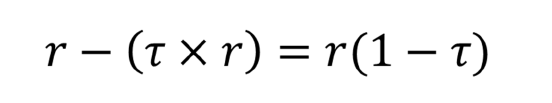 r − (τ × r) = r(1 − τ)